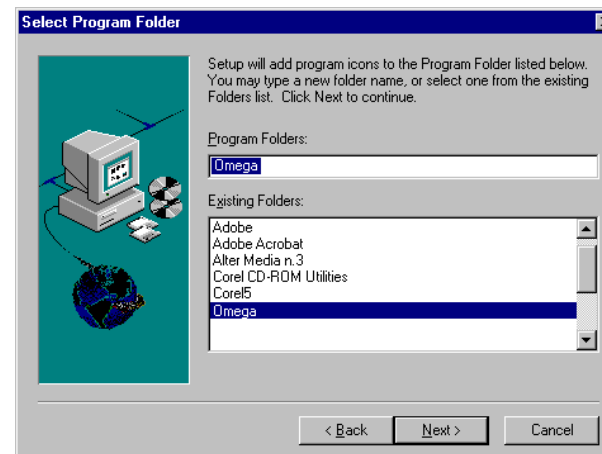 Select Program Folder
Setup will add program icons to the Program Folder listed below.
You may type a new folder name, or select one from the existing
Folders list. Click Next to continue.
Program Folders:
Omega
Existing Folders:
Adobe
Adobe Acrobat
Alter Media n.3
Corel CD-ROM Utilities
Corel5
Omega
< Back
Next >
Cancel